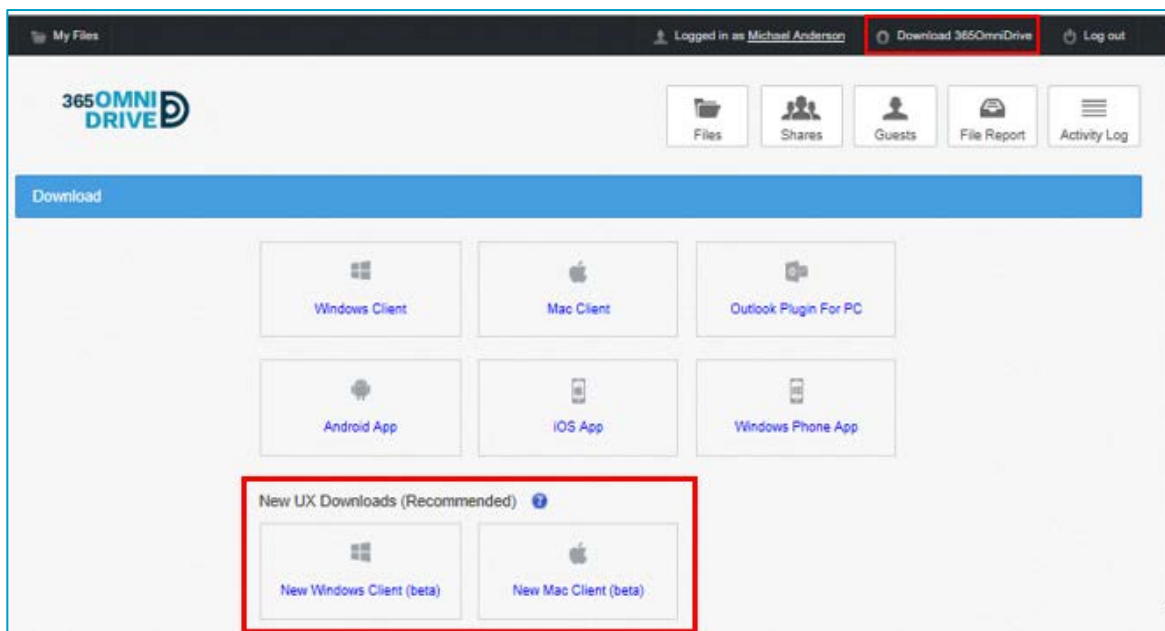 My Files
Logged in as Michael Anderson
Download 365OmniDrive
Log out
365 OMNI
DRIVE
Files
Shares
Guests
File Report
Activity Log
Download
Windows Client
Mac Client
Outlook Plugin For PC
Android App
iOS App
Windows Phone App
New UX Downloads (Recommended) ?
New Windows Client (beta)
New Mac Client (beta)